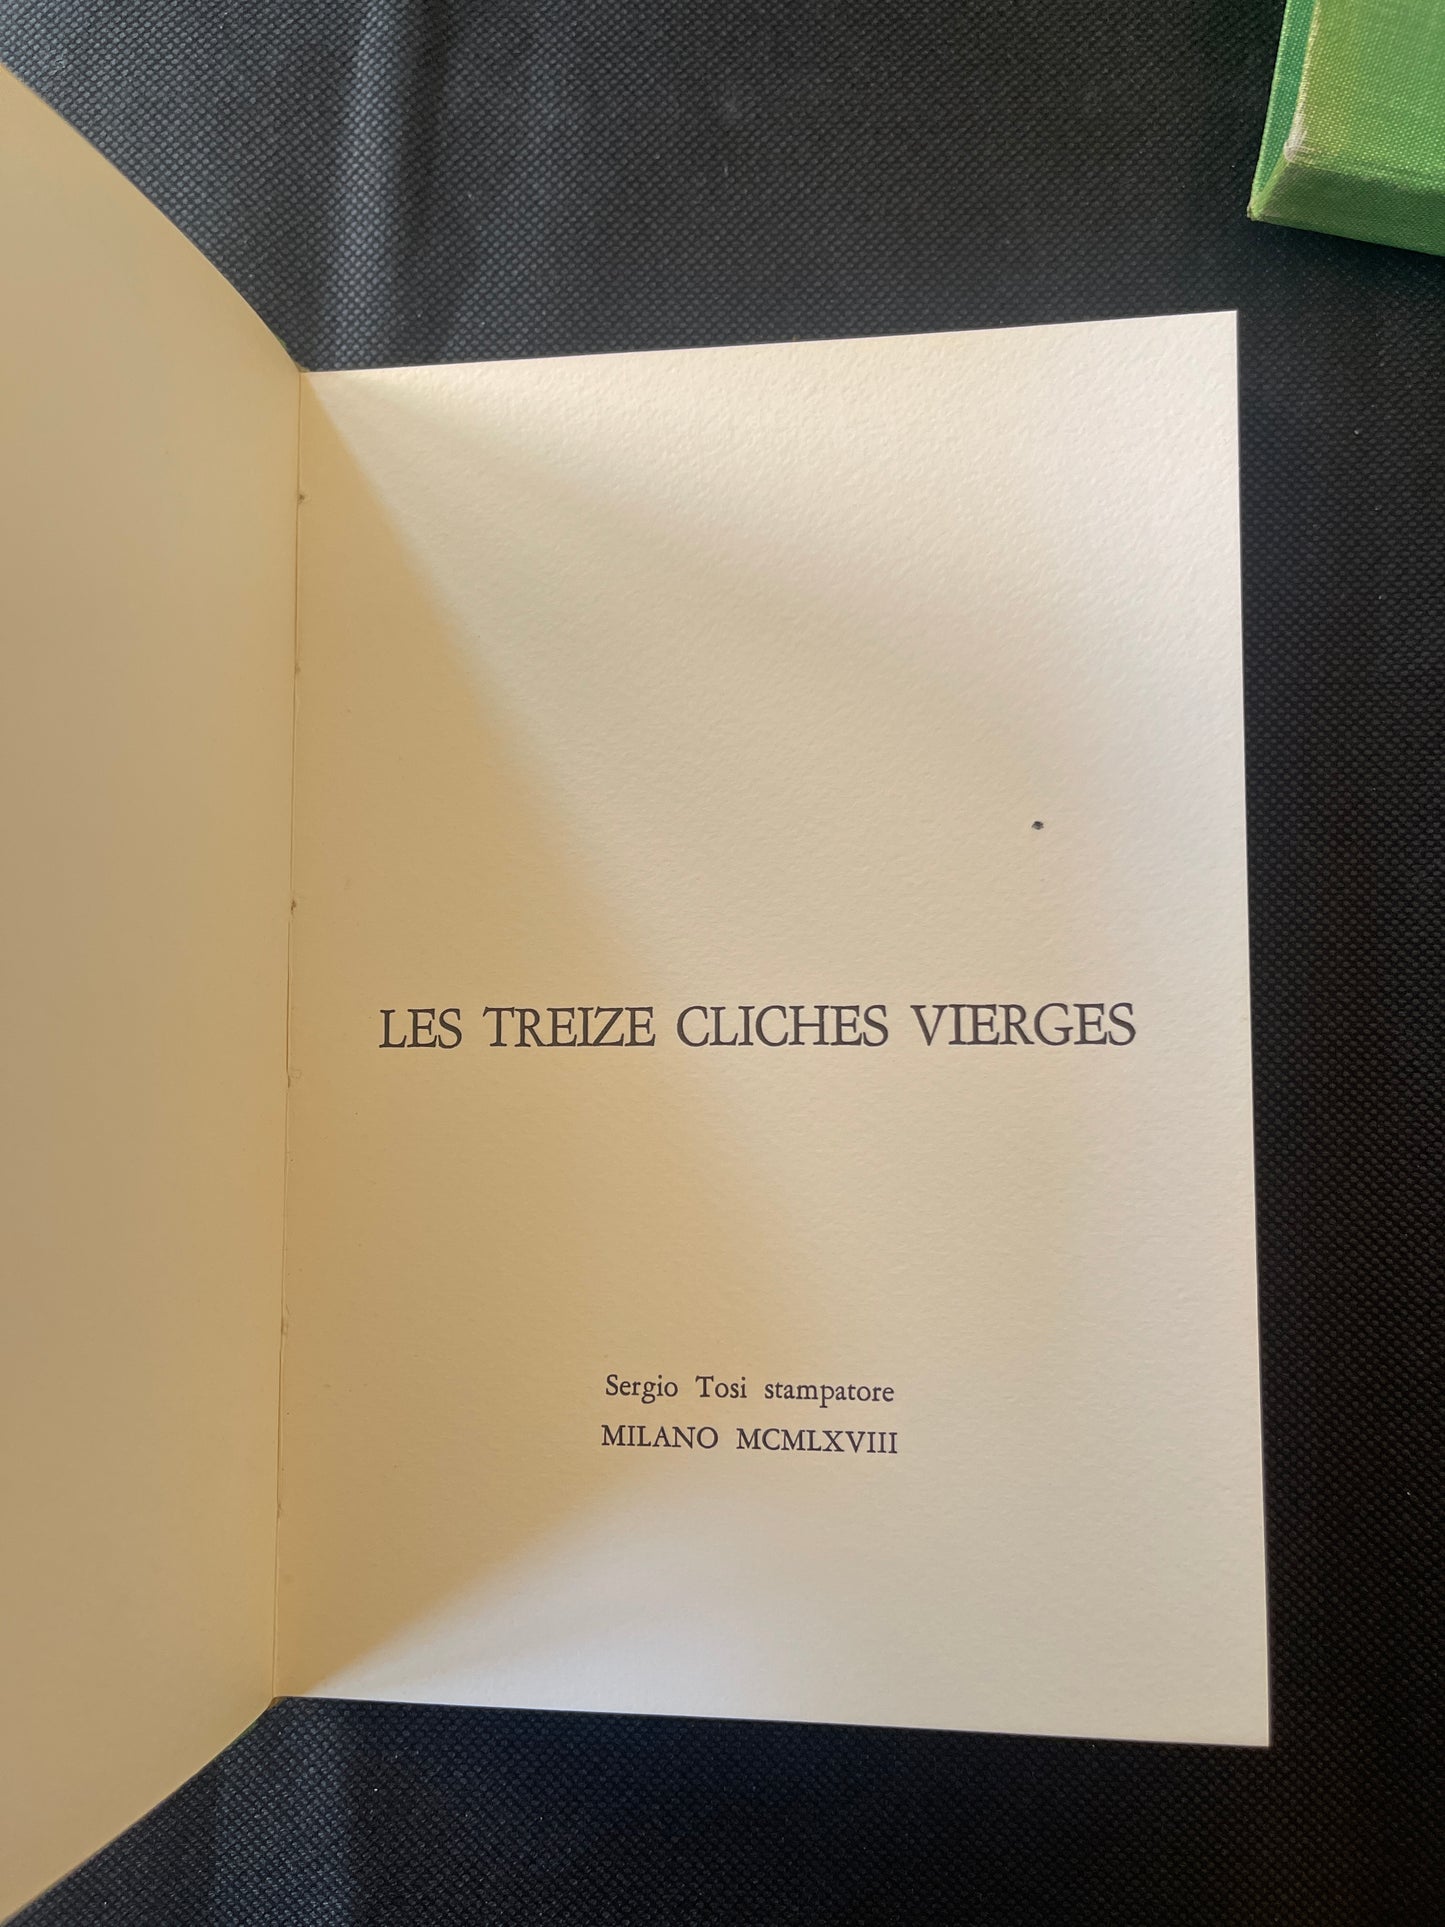 LES TREIZE CLICHES VIERGES
Sergio Tosi stampatore
MILANO MCMLXVIII